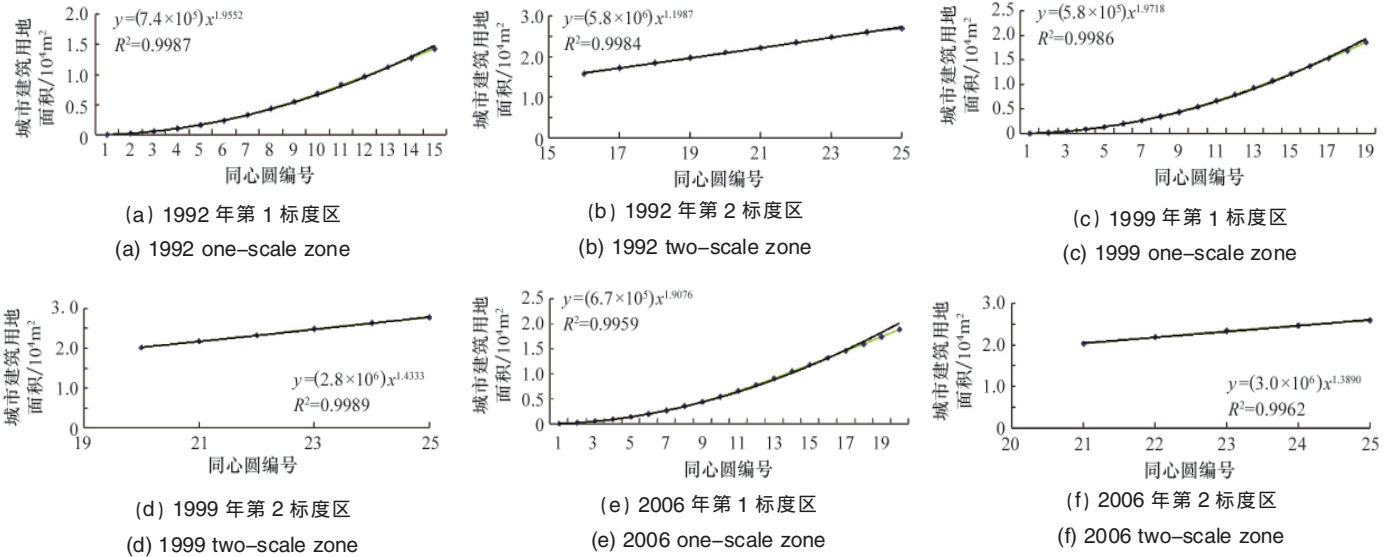 y=(7.4×10⁵)x¹·⁹⁵⁵²
R²=0.9987
城市建筑用地
面积/10⁴m²
2.0
1.5
1.0
0.5
0
1 2 3 4 5 6 7 8 9 10 11 12 13 14 15
同心圆编号
(a) 1992 年第 1 标度区
(a) 1992 one–scale zone
y=(5.8×10⁶)x¹·¹⁹⁸⁷
R²=0.9984
城市建筑用地
面积/10⁴m²
3.0
2.0
1.0
0
15 17 19 21 23 25
同心圆编号
(b) 1992 年第 2 标度区
(b) 1992 two–scale zone
y=(5.8×10⁵)x¹·⁹⁷¹⁸
R²=0.9986
城市建筑用地
面积/10⁴m²
2.5
2.0
1.5
1.0
0.5
0
1 3 5 7 9 11 13 15 17 19
同心圆编号
(c) 1999 年第 1 标度区
(c) 1999 one–scale zone
城市建筑用地
面积/10⁴m²
3.0
2.0
1.0
0
y=(2.8×10⁶)x¹·⁴³³³
R²=0.9989
19 21 23 25
同心圆编号
(d) 1999 年第 2 标度区
(d) 1999 two–scale zone
y=(6.7×10⁵)x¹·⁹⁰⁷⁶
R²=0.9959
城市建筑用地
面积/10⁴m²
2.5
2.0
1.5
1.0
0.5
0
1 3 5 7 9 11 13 15 17 19
同心圆编号
(e) 2006 年第 1 标度区
(e) 2006 one–scale zone
城市建筑用地
面积/10⁴m²
3.0
2.0
1.0
0
y=(3.0×10⁶)x¹·³⁸⁹⁰
R²=0.9962
20 21 22 23 24 25
同心圆编号
(f) 2006 年第 2 标度区
(f) 2006 two–scale zone